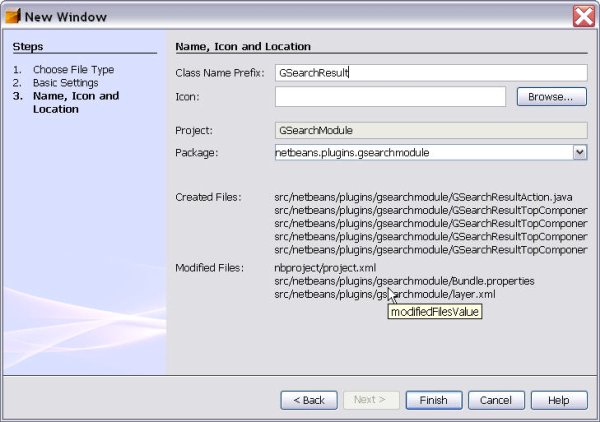 New Window
Steps
1. Choose File Type
2. Basic Settings
3. Name, Icon and
Location
Name, Icon and Location
Class Name Prefix: GSearchResult
Icon: Browse...
Project: GSearchModule
Package: netbeans.plugins.gsearchmodule
Created Files: src/netbeans/plugins/gsearchmodule/GSearchResultAction.java
src/netbeans/plugins/gsearchmodule/GSearchResultTopComponer
src/netbeans/plugins/gsearchmodule/GSearchResultTopComponer
src/netbeans/plugins/gsearchmodule/GSearchResultTopComponer
src/netbeans/plugins/gsearchmodule/GSearchResultTopComponer
Modified Files: nbproject/project.xml
src/netbeans/plugins/gsearchmodule/Bundle.properties
src/netbeans/plugins/gsearchmodule/layer.xml
modifiedFilesValue
< Back Next > Finish Cancel Help